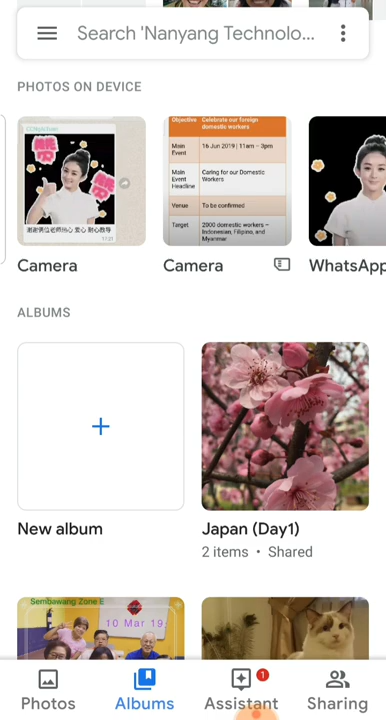 Search 'Nanyang Technolo...
PHOTOS ON DEVICE
Objective Celebrate our foreign domestic workers
Main Event 16 Jun 2019 | 11am – 3pm
Main Event Headline Caring for our Domestic Workers
Venue To be confirmed
Target 2000 domestic workers – Indonesian, Filipino, and Myanmar
17:21
Camera
Camera
WhatsApp
ALBUMS
New album
Japan (Day1)
2 items • Shared
Sembawang Zone E
10 Mar 19
Photos
Albums
1
Assistant
Sharing